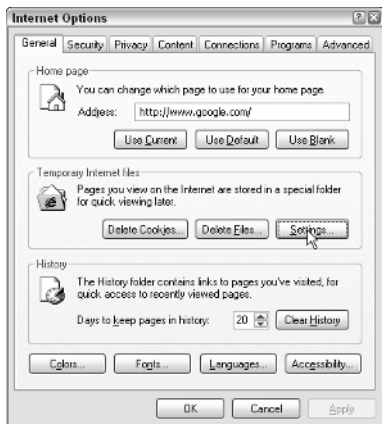 Internet Options
General Security Privacy Content Connections Programs Advanced
Home page
You can change which page to use for your home page.
Address: http://www.google.com/
Use Current Use Default Use Blank
Temporary Internet files
Pages you view on the Internet are stored in a special folder
for quick viewing later.
Delete Cookies... Delete Files... Settings...
History
The History folder contains links to pages you've visited, for
quick access to recently viewed pages.
Days to keep pages in history: 20 Clear History
Colors... Fonts... Languages... Accessibility...
OK Cancel Apply